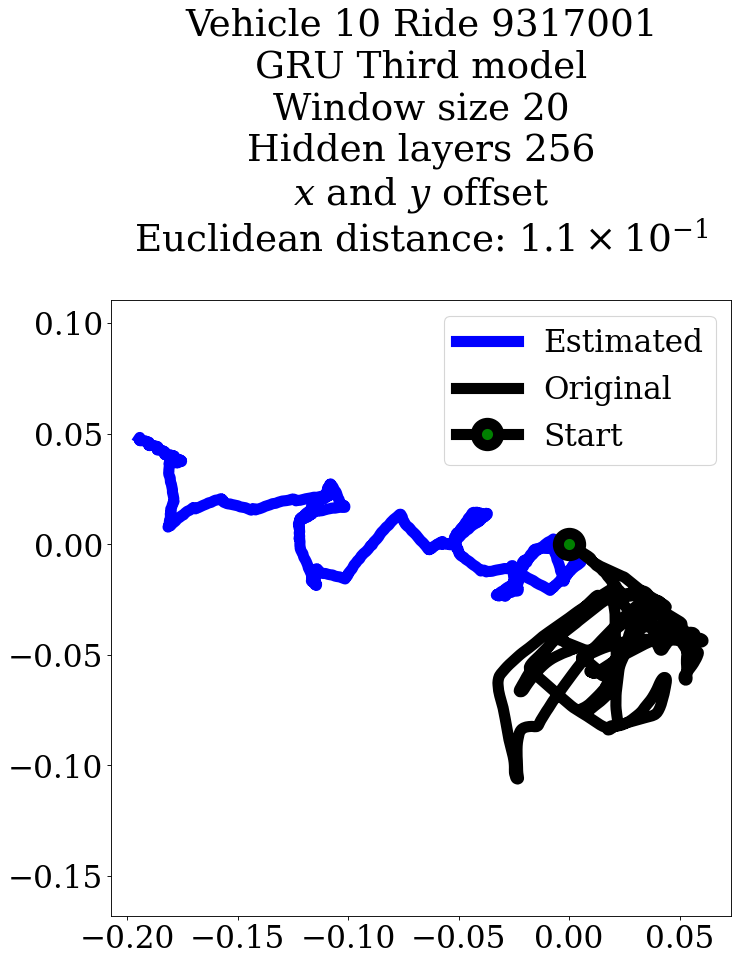 Vehicle 10 Ride 9317001
GRU Third model
Window size 20
Hidden layers 256
x and y offset
Euclidean distance: 1.1 × 10⁻¹
Estimated
Original
Start
0.10
0.05
0.00
−0.05
−0.10
−0.15
−0.20 −0.15 −0.10 −0.05 0.00 0.05